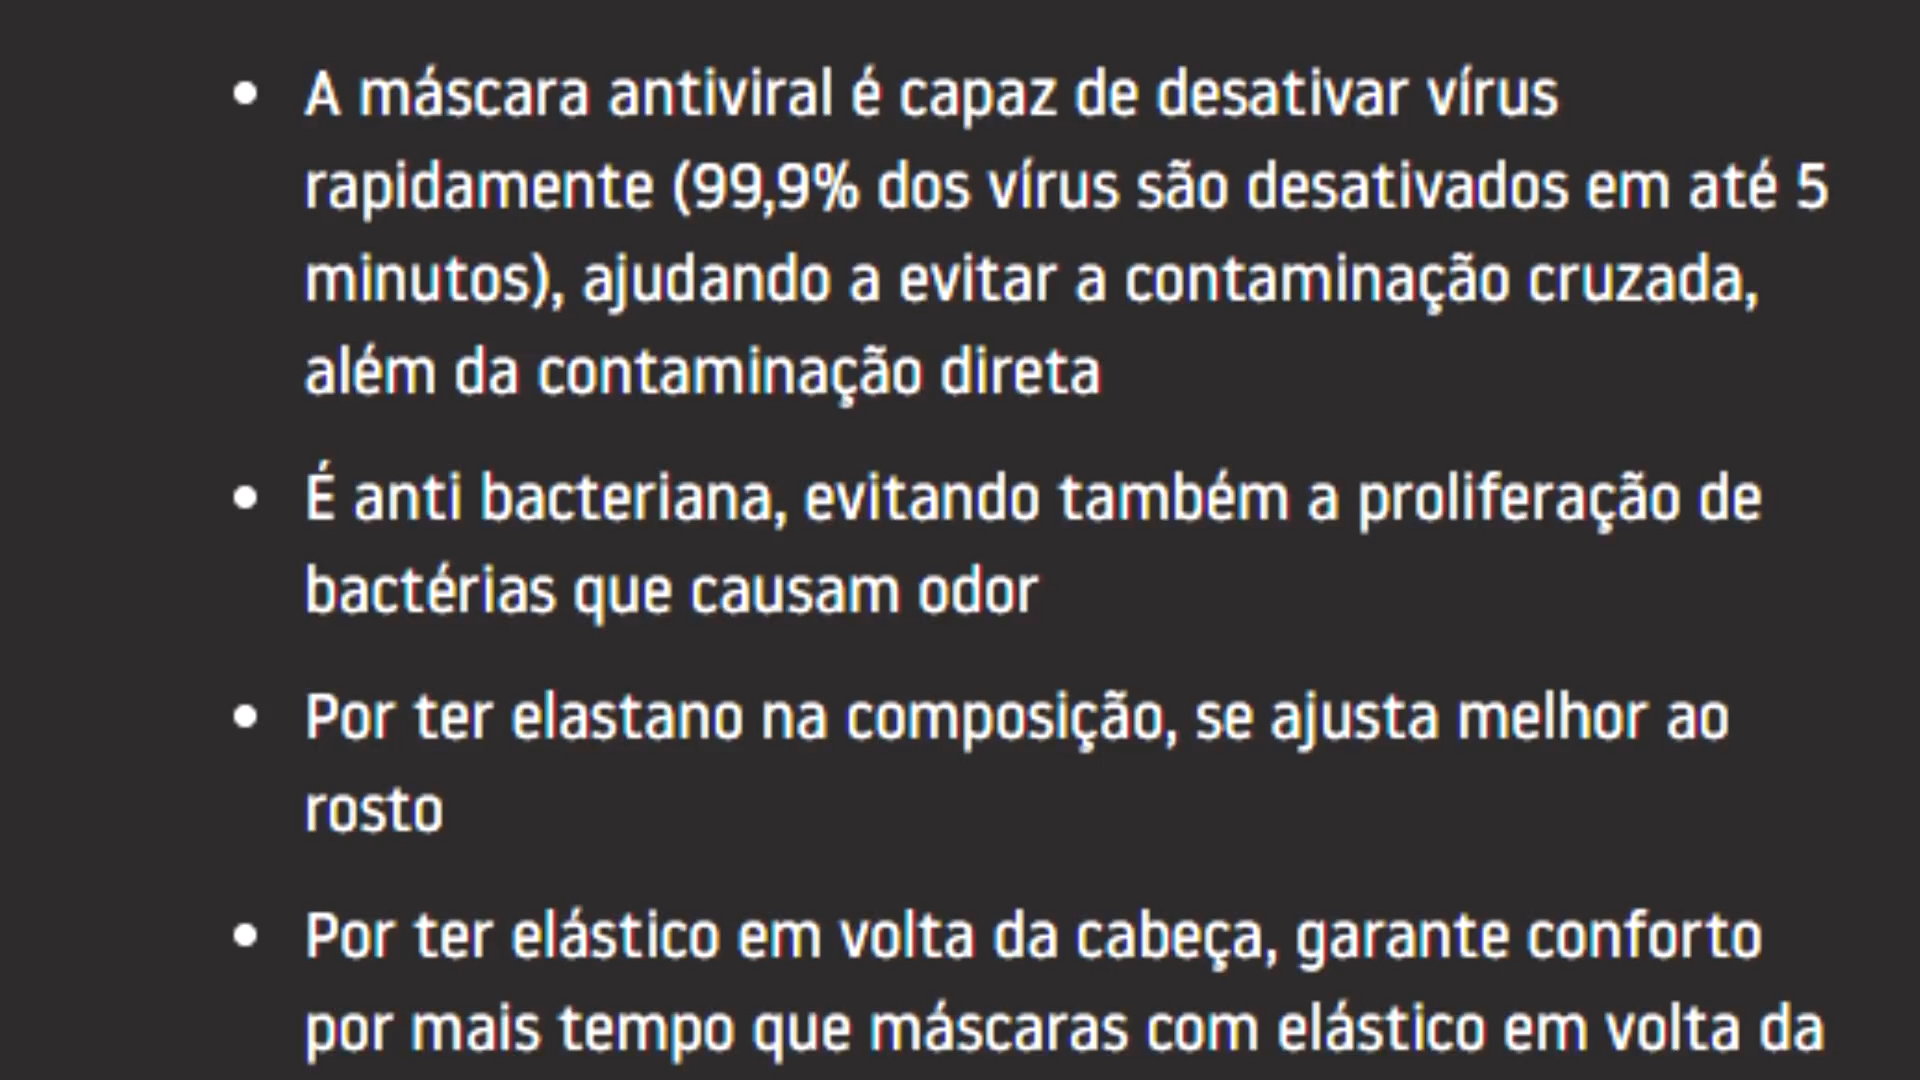 • A máscara antiviral é capaz de desativar vírus
rapidamente (99,9% dos vírus são desativados em até 5
minutos), ajudando a evitar a contaminação cruzada,
além da contaminação direta
• É anti bacteriana, evitando também a proliferação de
bactérias que causam odor
• Por ter elastano na composição, se ajusta melhor ao
rosto
• Por ter elástico em volta da cabeça, garante conforto
por mais tempo que máscaras com elástico em volta da